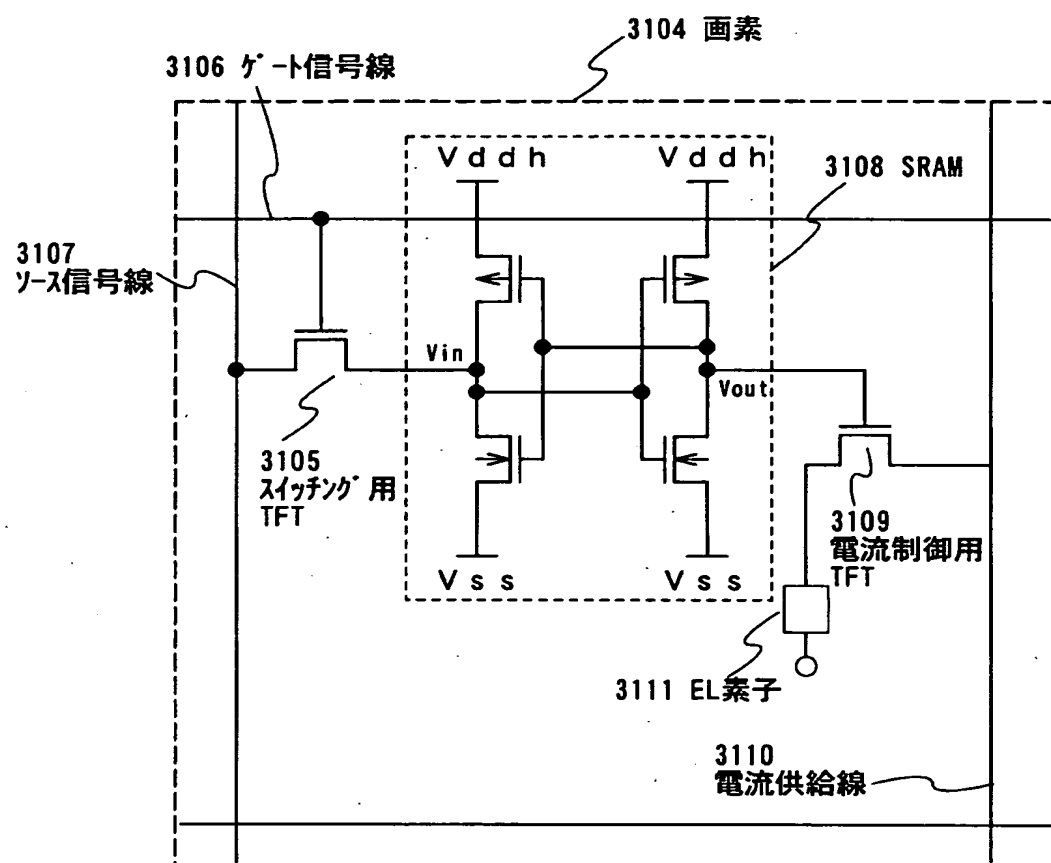 3104 画素
3106 ゲート信号線
Vddh
Vddh
3108 SRAM
3107
ソース信号線
Vin
Vout
3105
スイッチング用
TFT
3109
電流制御用
TFT
Vss
Vss
3111 EL素子
3110
電流供給線